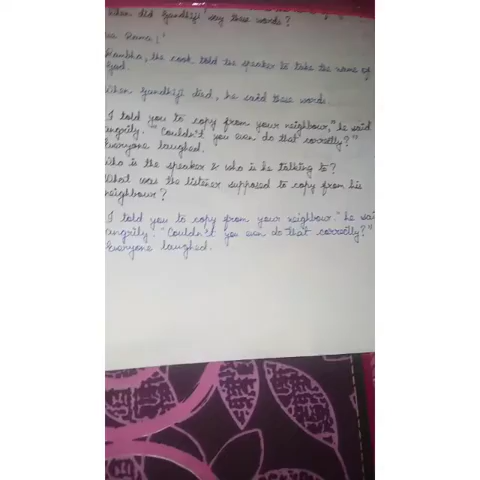 When did Gandhiji say these words?
Rama!'
Rambha, the cook told the speaker to take the name of
God.
When Gandhiji died, he said these words.
I told you to copy from your neighbour," he said
angrily. "Couldn't you even do that correctly?"
Everyone laughed.
Who is the speaker & who is he talking to?
What was the listener supposed to copy from his
neighbour?
I told you to copy from your neighbour." he sai
angrily. "Couldn't you even do that correctly?"
Everyone laughed.